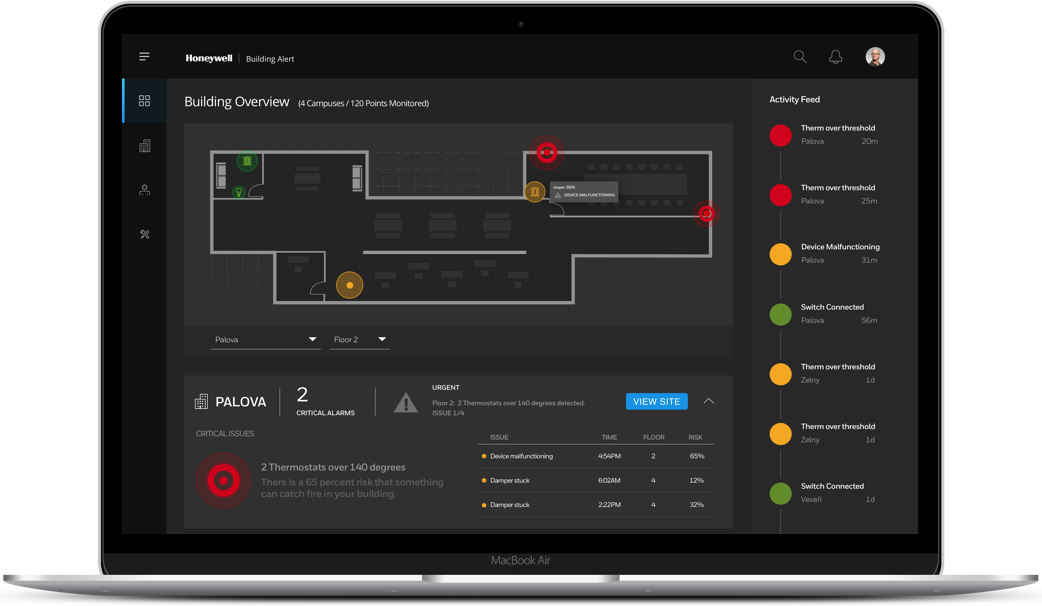 Honeywell | Building Alert
Building Overview (4 Campuses / 120 Points Monitored)
Jasper 360S
DEVICE MALFUNCTIONING
Palova
Floor 2
PALOVA
2
CRITICAL ALARMS
URGENT
Floor 2: 2 Thermostats over 140 degrees detected.
ISSUE 1/4
VIEW SITE
CRITICAL ISSUES
2 Thermostats over 140 degrees
There is a 65 percent risk that something
can catch fire in your building.
ISSUE TIME FLOOR RISK
Device malfunctioning 4:54PM 2 65%
Damper stuck 6:02AM 4 12%
Damper stuck 2:22PM 4 32%
Activity Feed
Therm over threshold
Palova 20m
Therm over threshold
Palova 25m
Device Malfunctioning
Palova 31m
Switch Connected
Palova 56m
Therm over threshold
Zelny 1d
Therm over threshold
Zelny 1d
Switch Connected
Veveří 1d
MacBook Air